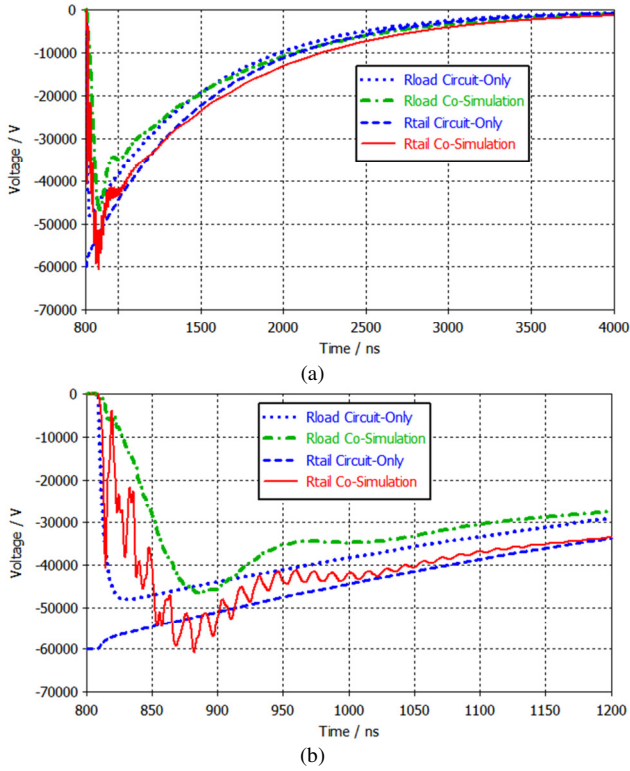 0
-10000
-20000
-30000
-40000
-50000
-60000
-70000
Voltage / V
Rload Circuit-Only
Rload Co-Simulation
Rtail Circuit-Only
Rtail Co-Simulation
800 1500 2000 2500 3000 3500 4000
Time / ns
(a)
0
-10000
-20000
-30000
-40000
-50000
-60000
-70000
Voltage / V
Rload Circuit-Only
Rload Co-Simulation
Rtail Circuit-Only
Rtail Co-Simulation
800 850 900 950 1000 1050 1100 1150 1200
Time / ns
(b)